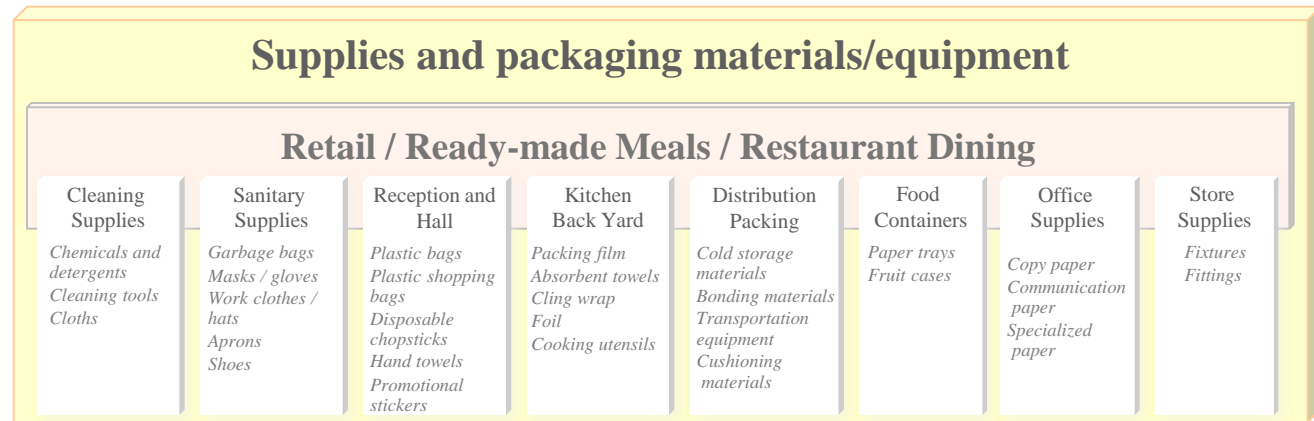 Supplies and packaging materials/equipment
Retail / Ready-made Meals / Restaurant Dining
Cleaning
Supplies
Chemicals and
detergents
Cleaning tools
Cloths
Sanitary
Supplies
Garbage bags
Masks / gloves
Work clothes /
hats
Aprons
Shoes
Reception and
Hall
Plastic bags
Plastic shopping
bags
Disposable
chopsticks
Hand towels
Promotional
stickers
Kitchen
Back Yard
Packing film
Absorbent towels
Cling wrap
Foil
Cooking utensils
Distribution
Packing
Cold storage
materials
Bonding materials
Transportation
equipment
Cushioning
materials
Food
Containers
Paper trays
Fruit cases
Office
Supplies
Copy paper
Communication
paper
Specialized
paper
Store
Supplies
Fixtures
Fittings